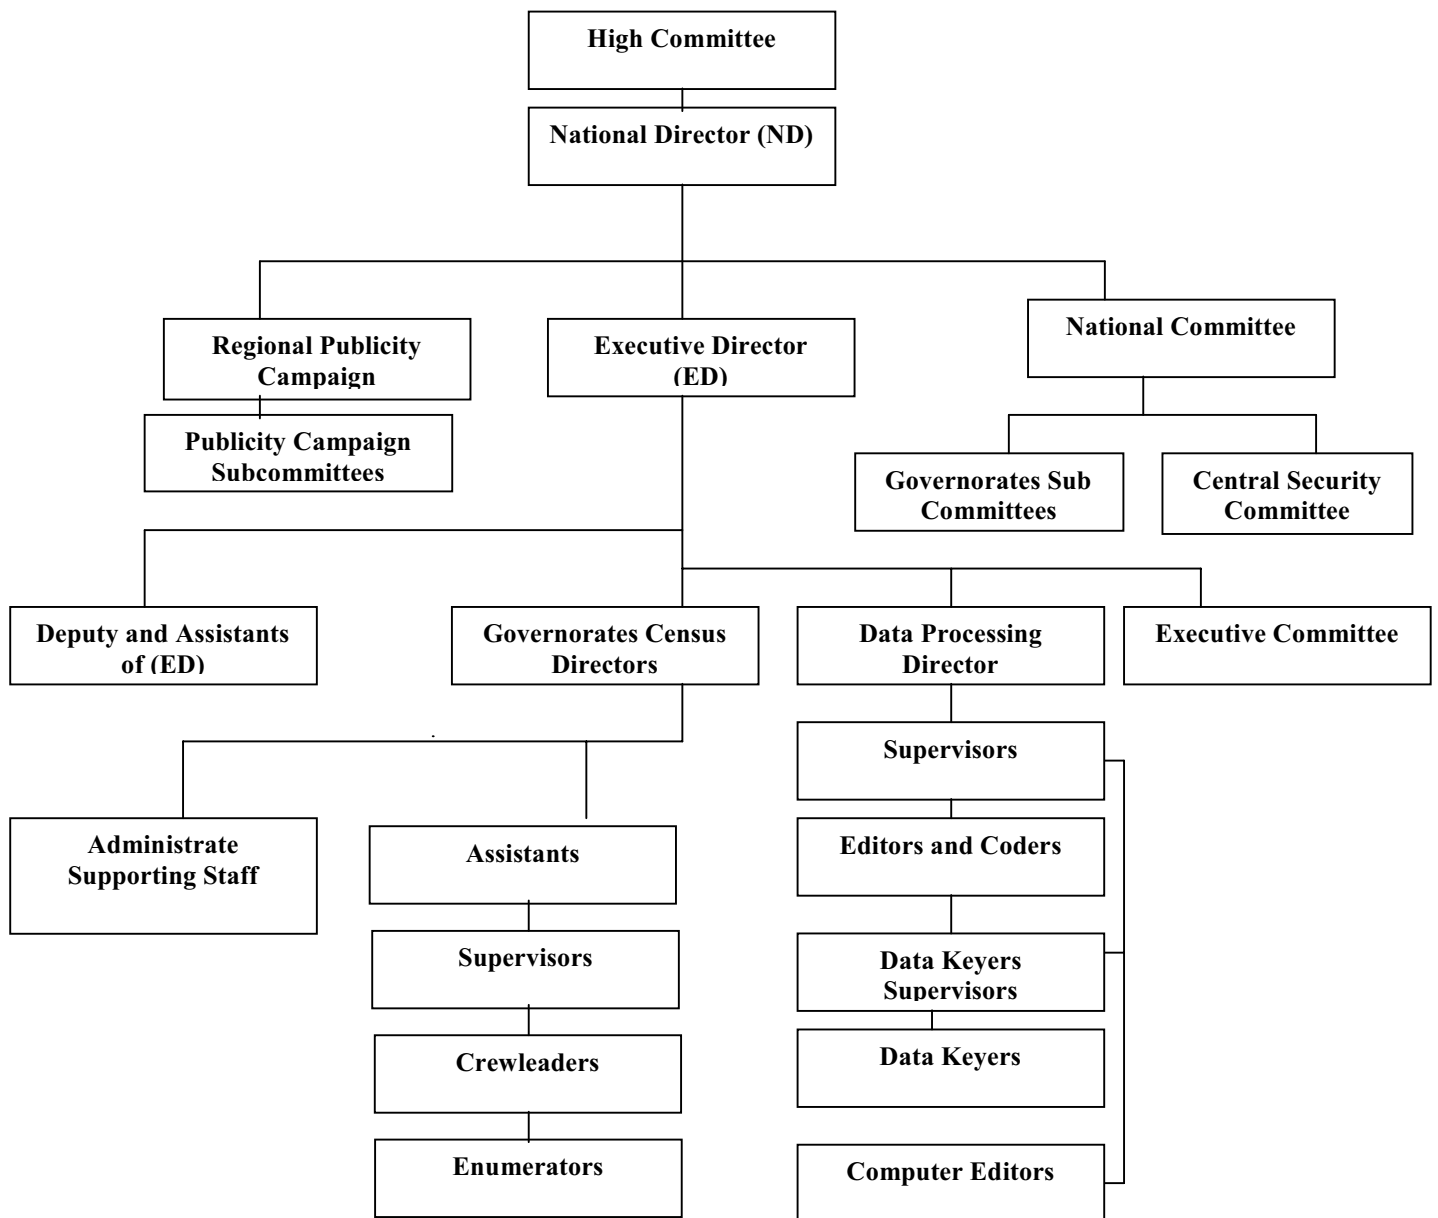 High Committee
National Director (ND)
Regional Publicity
Campaign
Executive Director
(ED)
National Committee
Publicity Campaign
Subcommittees
Governorates Sub
Committees
Central Security
Committee
Deputy and Assistants
of (ED)
Governorates Census
Directors
Data Processing
Director
Executive Committee
Supervisors
Administrate
Supporting Staff
Assistants
Editors and Coders
Supervisors
Data Keyers
Supervisors
Crewleaders
Data Keyers
Enumerators
Computer Editors